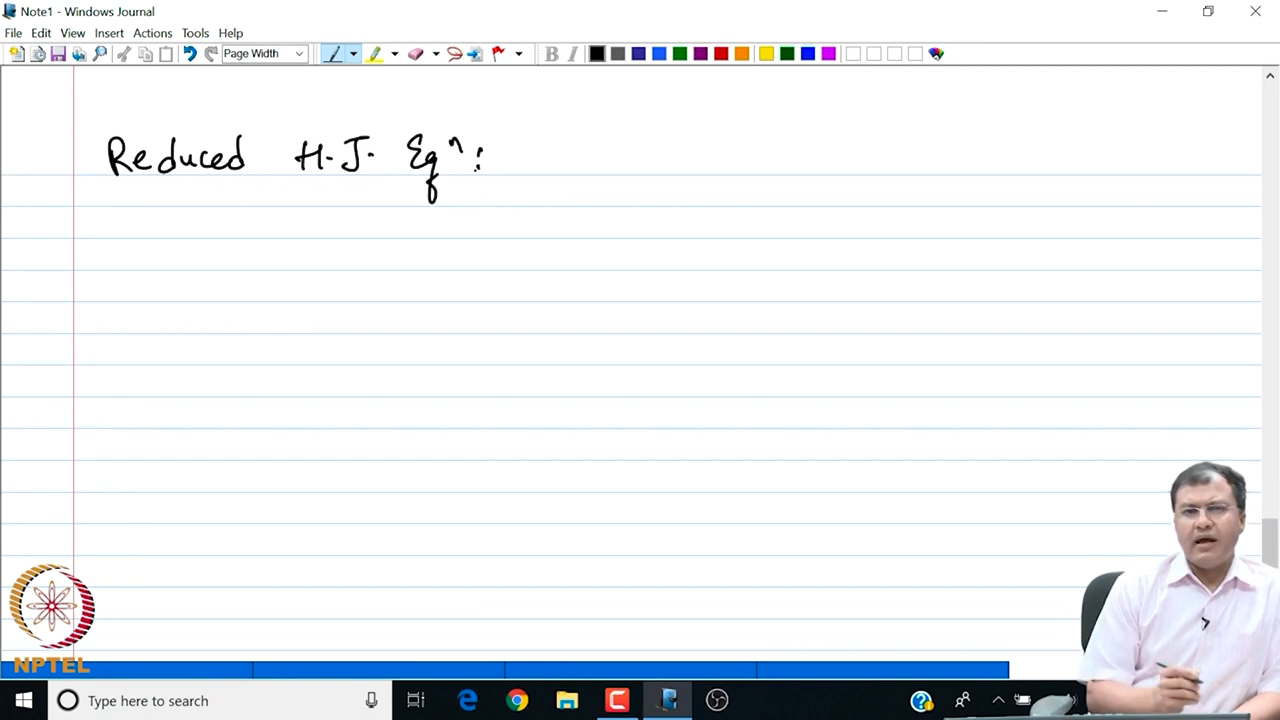 Note1 - Windows Journal
File Edit View Insert Actions Tools Help
Page Width B I
Reduced H.J. Eqⁿ:
NPTEL
Type here to search